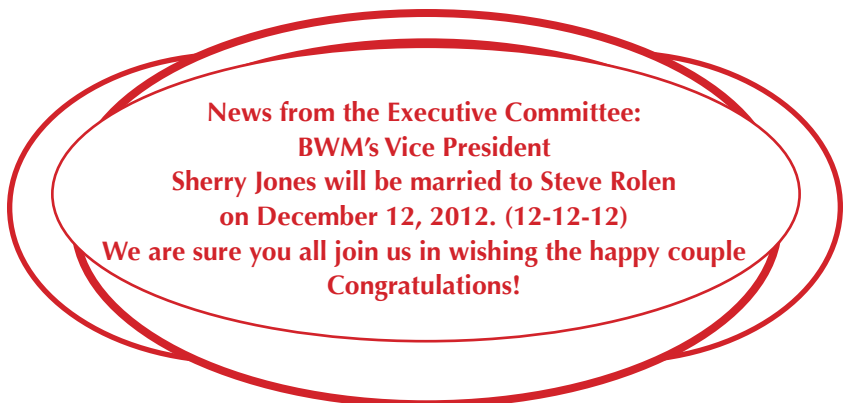 News from the Executive Committee:
BWM's Vice President
Sherry Jones will be married to Steve Rolen
on December 12, 2012. (12-12-12)
We are sure you all join us in wishing the happy couple
Congratulations!